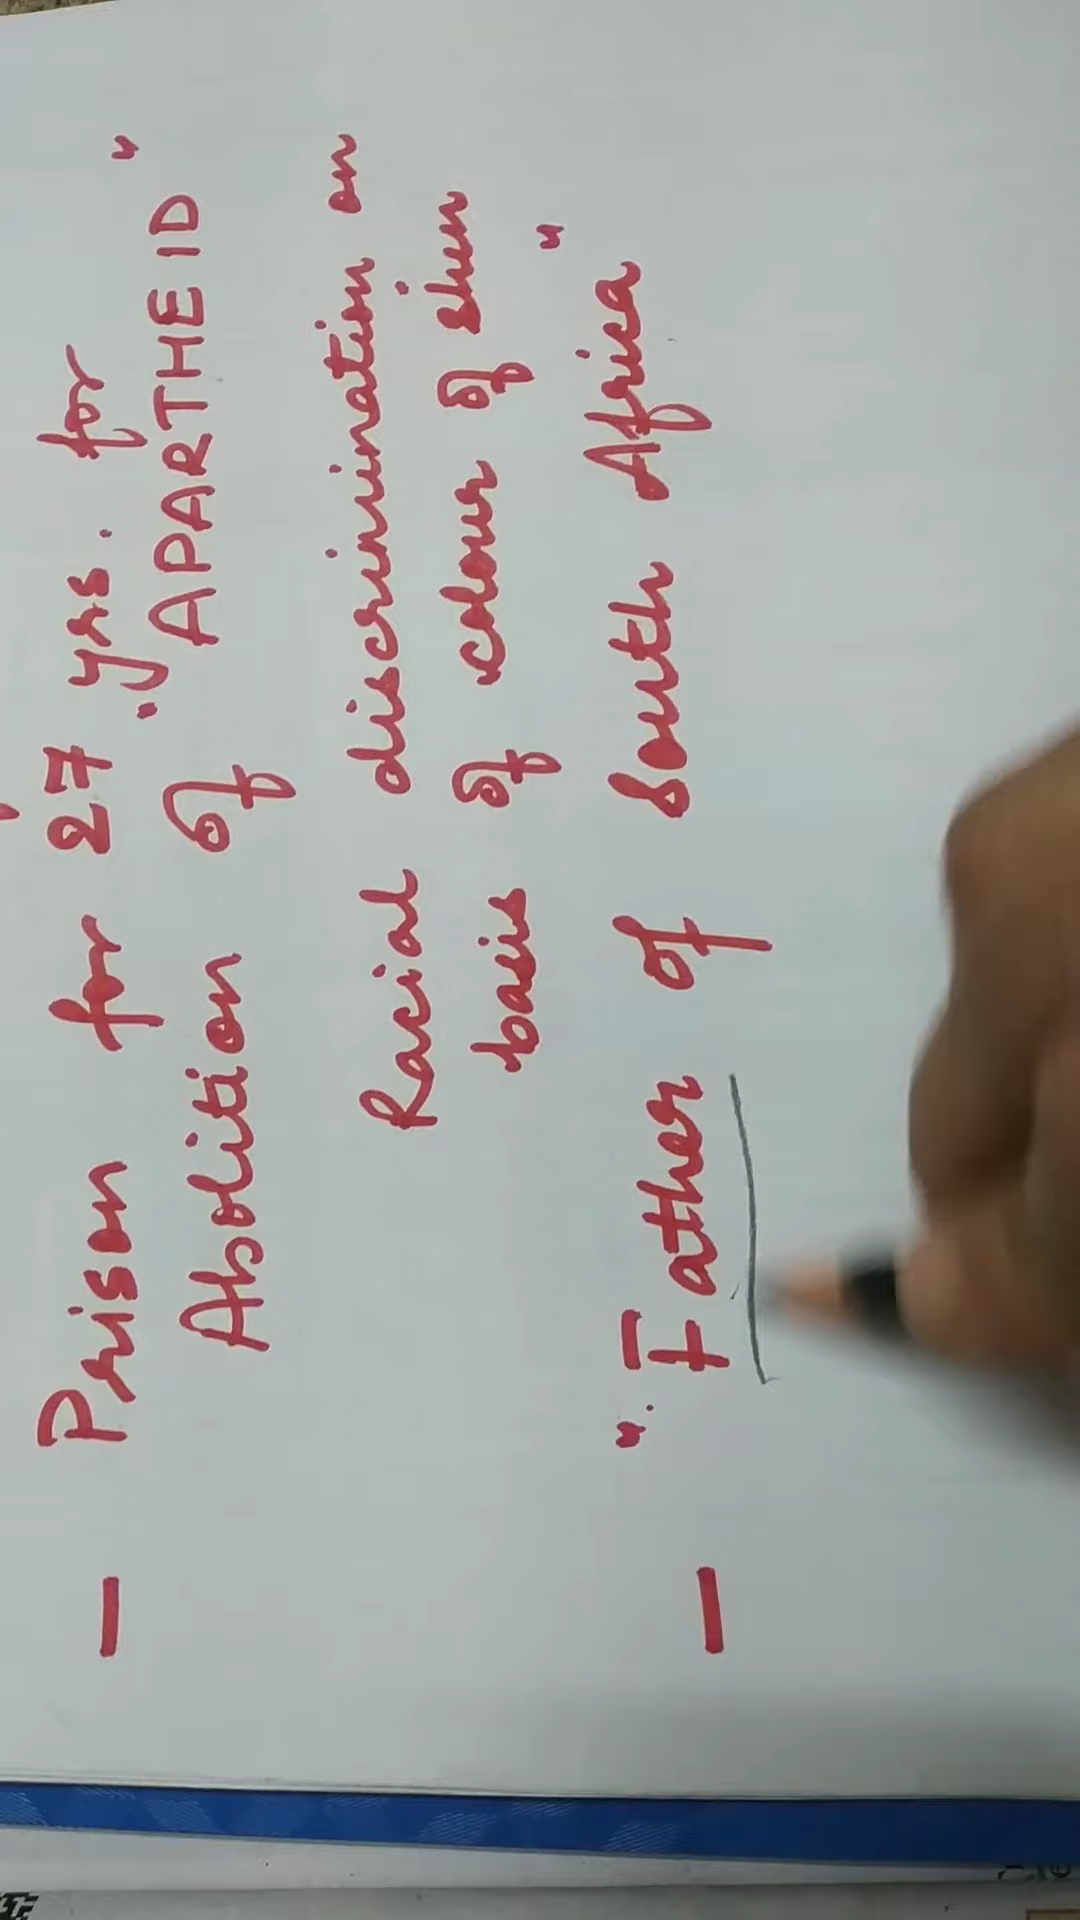 — Prison for 27 yrs. for
Abolition of "APARTHEID"
Racial discrimination on
basis of colour of skin
— "Father of South Africa"